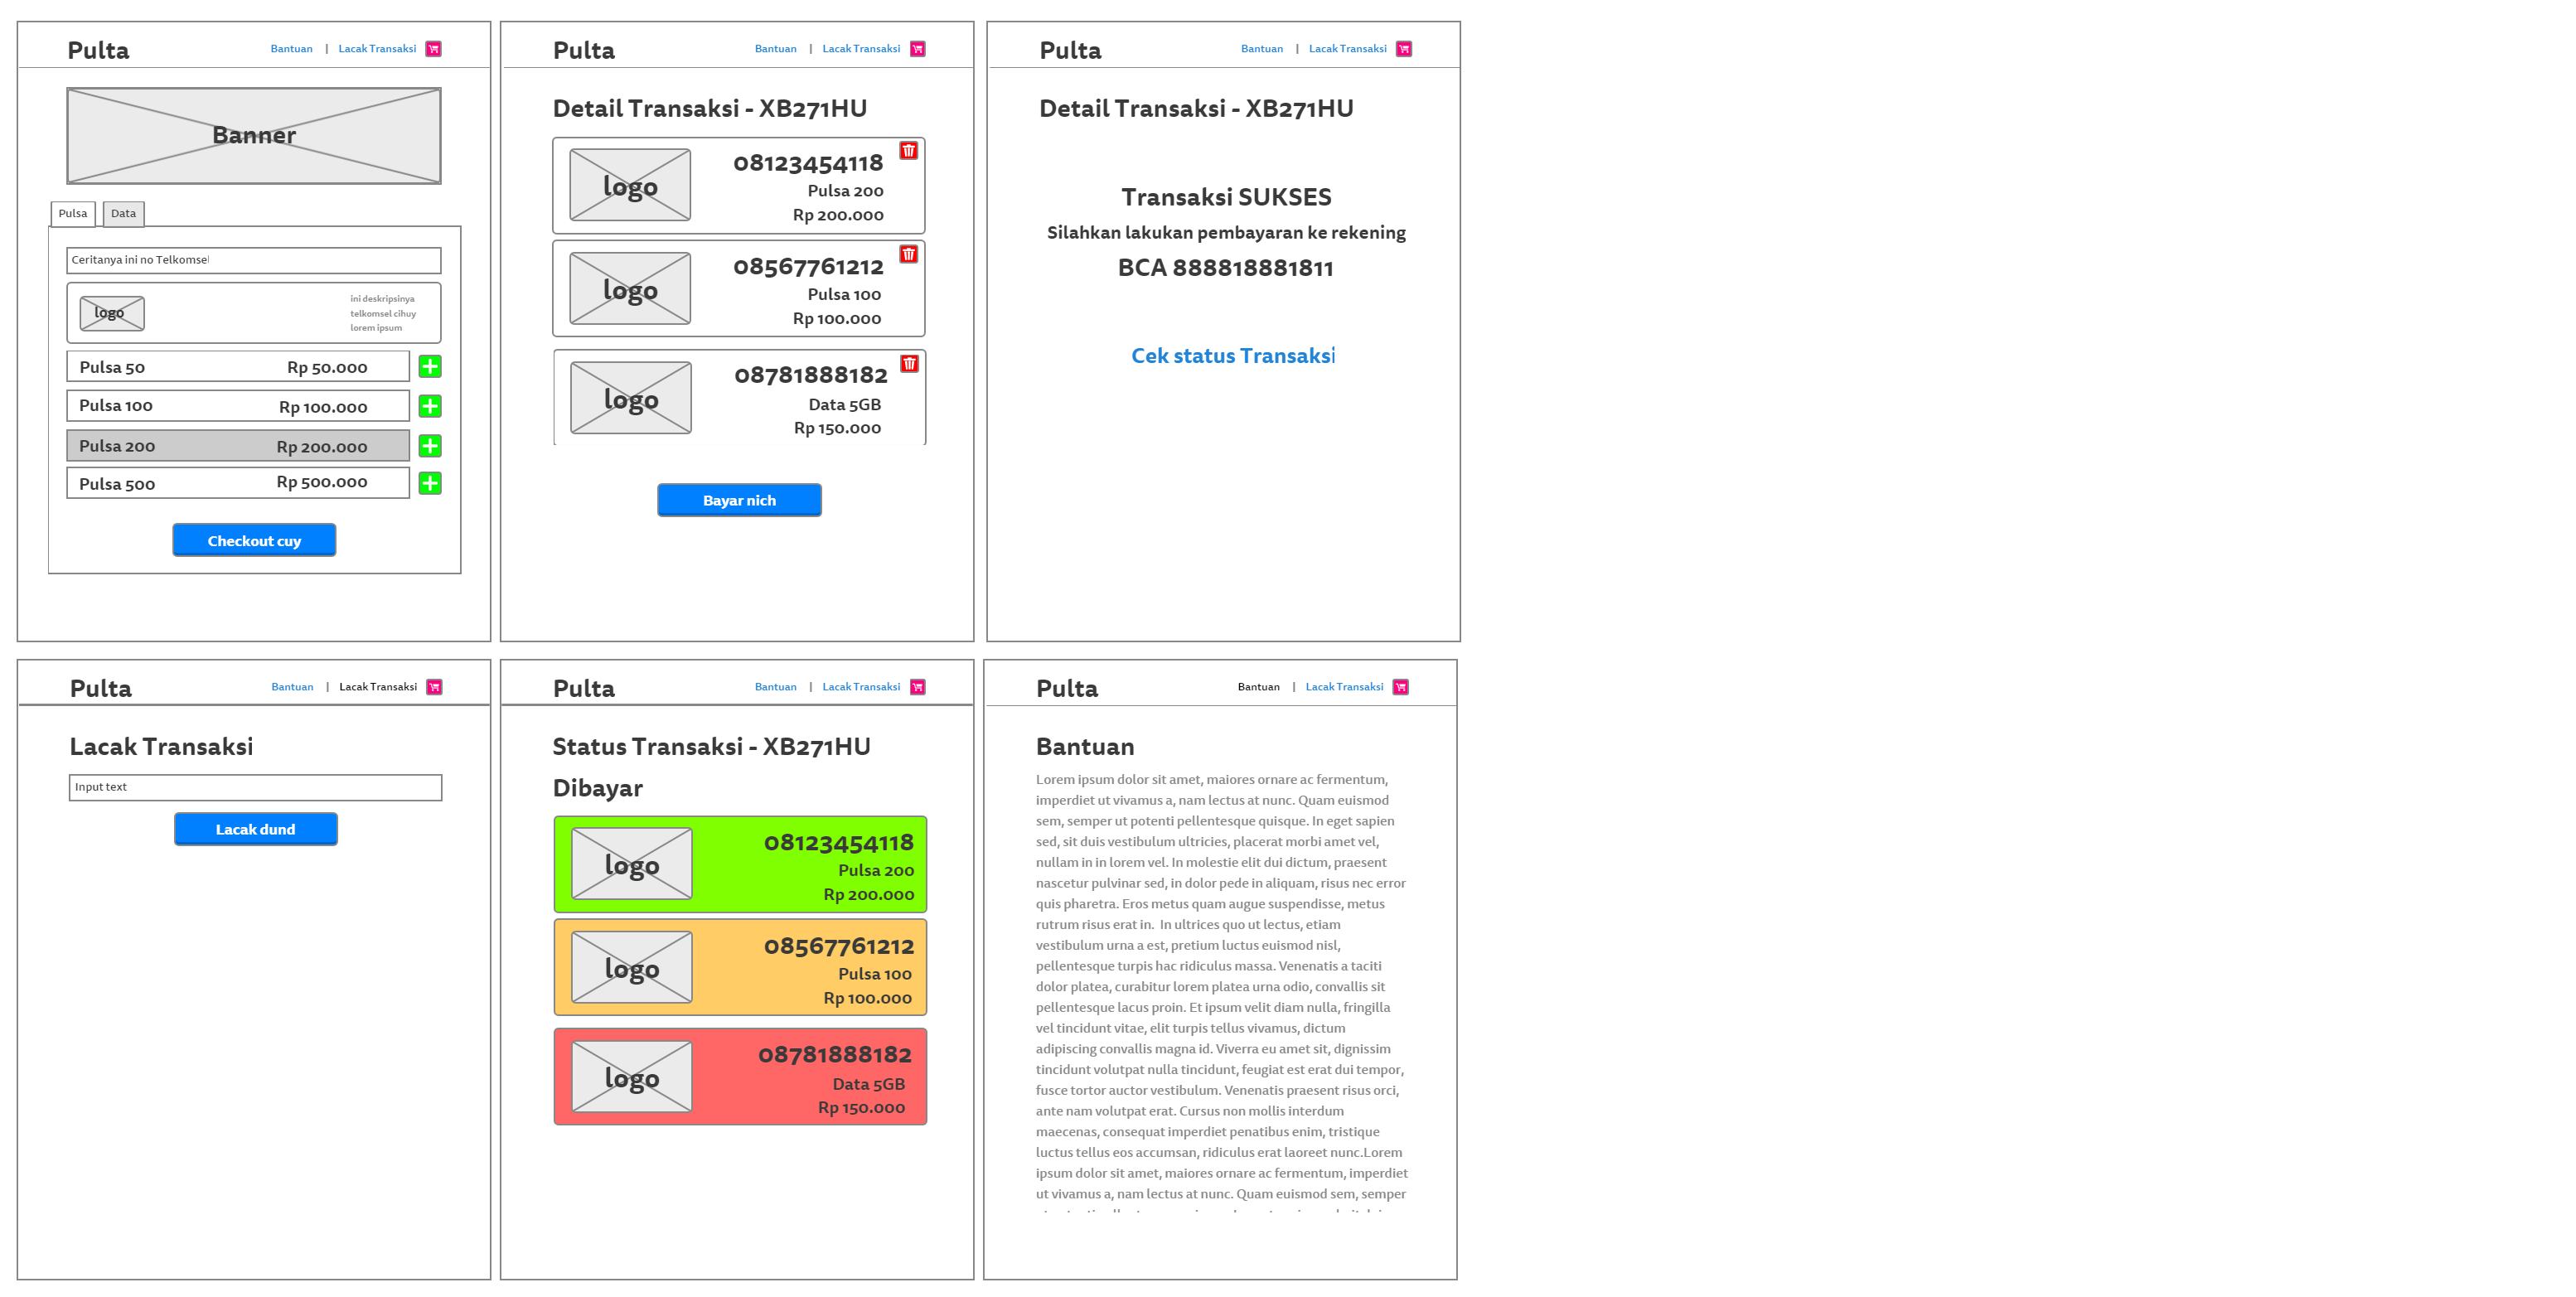 Pulta
Bantuan | Lacak Transaksi
Banner
Pulsa Data
Ceritanya ini no Telkomsel
logo
ini deskripsinya
telkomsel cihuy
lorem ipsum
Pulsa 50 Rp 50.000
Pulsa 100 Rp 100.000
Pulsa 200 Rp 200.000
Pulsa 500 Rp 500.000
Checkout cuy
Pulta
Bantuan | Lacak Transaksi
Detail Transaksi - XB271HU
logo
08123454118
Pulsa 200
Rp 200.000
logo
08567761212
Pulsa 100
Rp 100.000
logo
08781888182
Data 5GB
Rp 150.000
Bayar nich
Pulta
Bantuan | Lacak Transaksi
Detail Transaksi - XB271HU
Transaksi SUKSES
Silahkan lakukan pembayaran ke rekening
BCA 888818881811
Cek status Transaksi
Pulta
Bantuan | Lacak Transaksi
Lacak Transaksi
Input text
Lacak dund
Pulta
Bantuan | Lacak Transaksi
Status Transaksi - XB271HU
Dibayar
logo
08123454118
Pulsa 200
Rp 200.000
logo
08567761212
Pulsa 100
Rp 100.000
logo
08781888182
Data 5GB
Rp 150.000
Pulta
Bantuan | Lacak Transaksi
Bantuan
Lorem ipsum dolor sit amet, maiores ornare ac fermentum,
imperdiet ut vivamus a, nam lectus at nunc. Quam euismod
sem, semper ut potenti pellentesque quisque. In eget sapien
sed, sit duis vestibulum ultricies, placerat morbi amet vel,
nullam in in lorem vel. In molestie elit dui dictum, praesent
nascetur pulvinar sed, in dolor pede in aliquam, risus nec error
quis pharetra. Eros metus quam augue suspendisse, metus
rutrum risus erat in.  In ultrices quo ut lectus, etiam
vestibulum urna a est, pretium luctus euismod nisl,
pellentesque turpis hac ridiculus massa. Venenatis a taciti
dolor platea, curabitur lorem platea urna odio, convallis sit
pellentesque lacus proin. Et ipsum velit diam nulla, fringilla
vel tincidunt vitae, elit turpis tellus vivamus, dictum
adipiscing convallis magna id. Viverra eu amet sit, dignissim
tincidunt volutpat nulla tincidunt, feugiat est erat dui tempor,
fusce tortor auctor vestibulum. Venenatis praesent risus orci,
ante nam volutpat erat. Cursus non mollis interdum
maecenas, consequat imperdiet penatibus enim, tristique
luctus tellus eos accumsan, ridiculus erat laoreet nunc.Lorem
ipsum dolor sit amet, maiores ornare ac fermentum, imperdiet
ut vivamus a, nam lectus at nunc. Quam euismod sem, semper